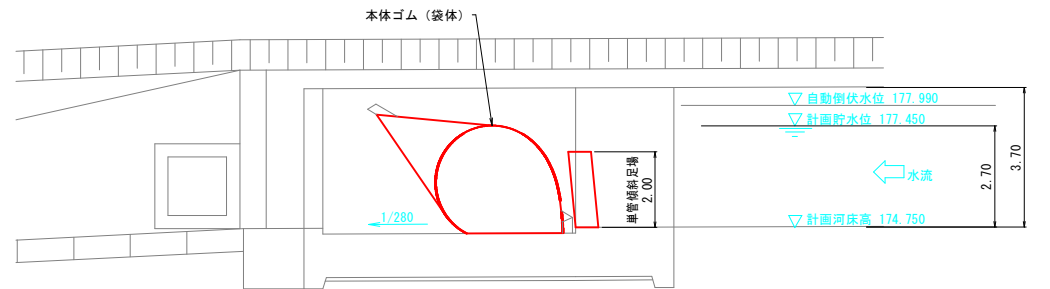 本体ゴム（袋体）
自動倒伏水位 177.990
計画貯水位 177.450
3.70
2.70
水流
単管傾斜足場
2.00
1/280
計画河床高 174.750